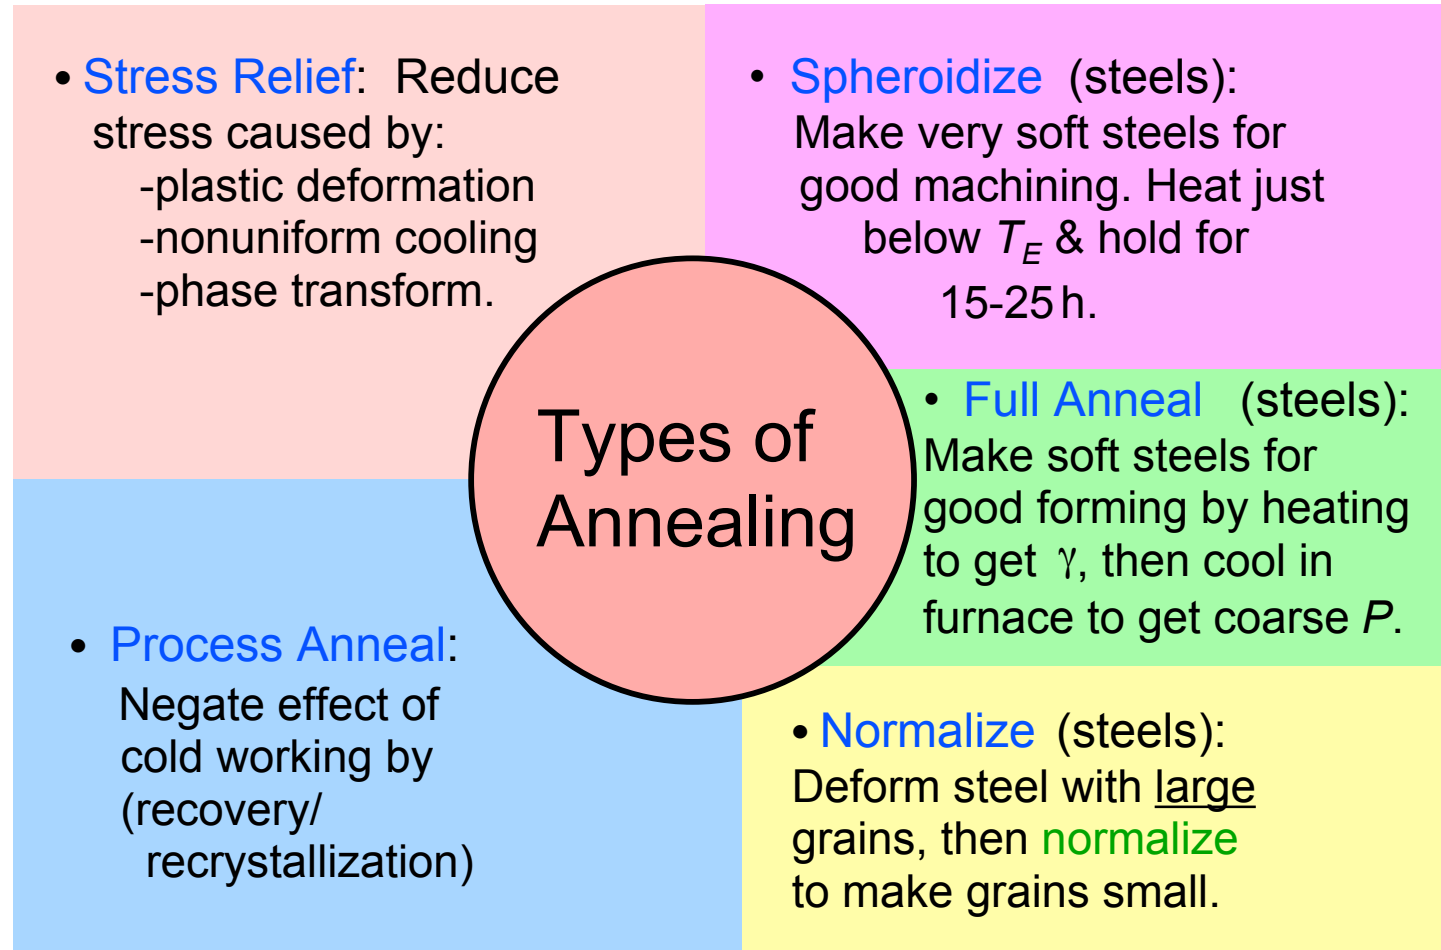 • Stress Relief: Reduce
stress caused by:
-plastic deformation
-nonuniform cooling
-phase transform.
• Spheroidize (steels):
Make very soft steels for
good machining. Heat just
below TE & hold for
15-25 h.
Types of
Annealing
• Full Anneal (steels):
Make soft steels for
good forming by heating
to get γ, then cool in
furnace to get coarse P.
• Process Anneal:
Negate effect of
cold working by
(recovery/
recrystallization)
• Normalize (steels):
Deform steel with large
grains, then normalize
to make grains small.